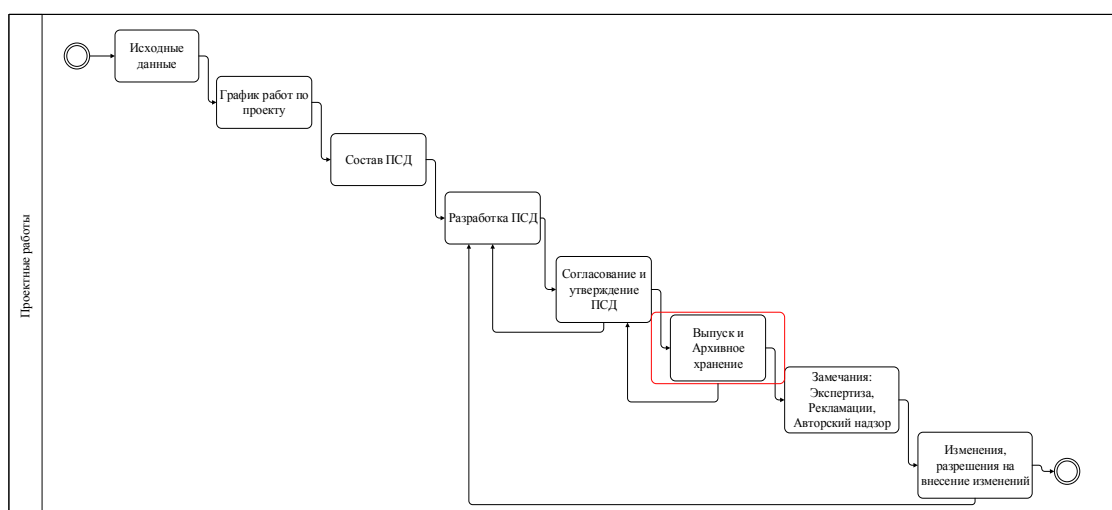 Проектные работы
Исходные
данные
График работ по
проекту
Состав ПСД
Разработка ПСД
Согласование и
утверждение
ПСД
Выпуск и
Архивное
хранение
Замечания:
Экспертиза,
Рекламации,
Авторский надзор
Изменения,
разрешения на
внесение изменений